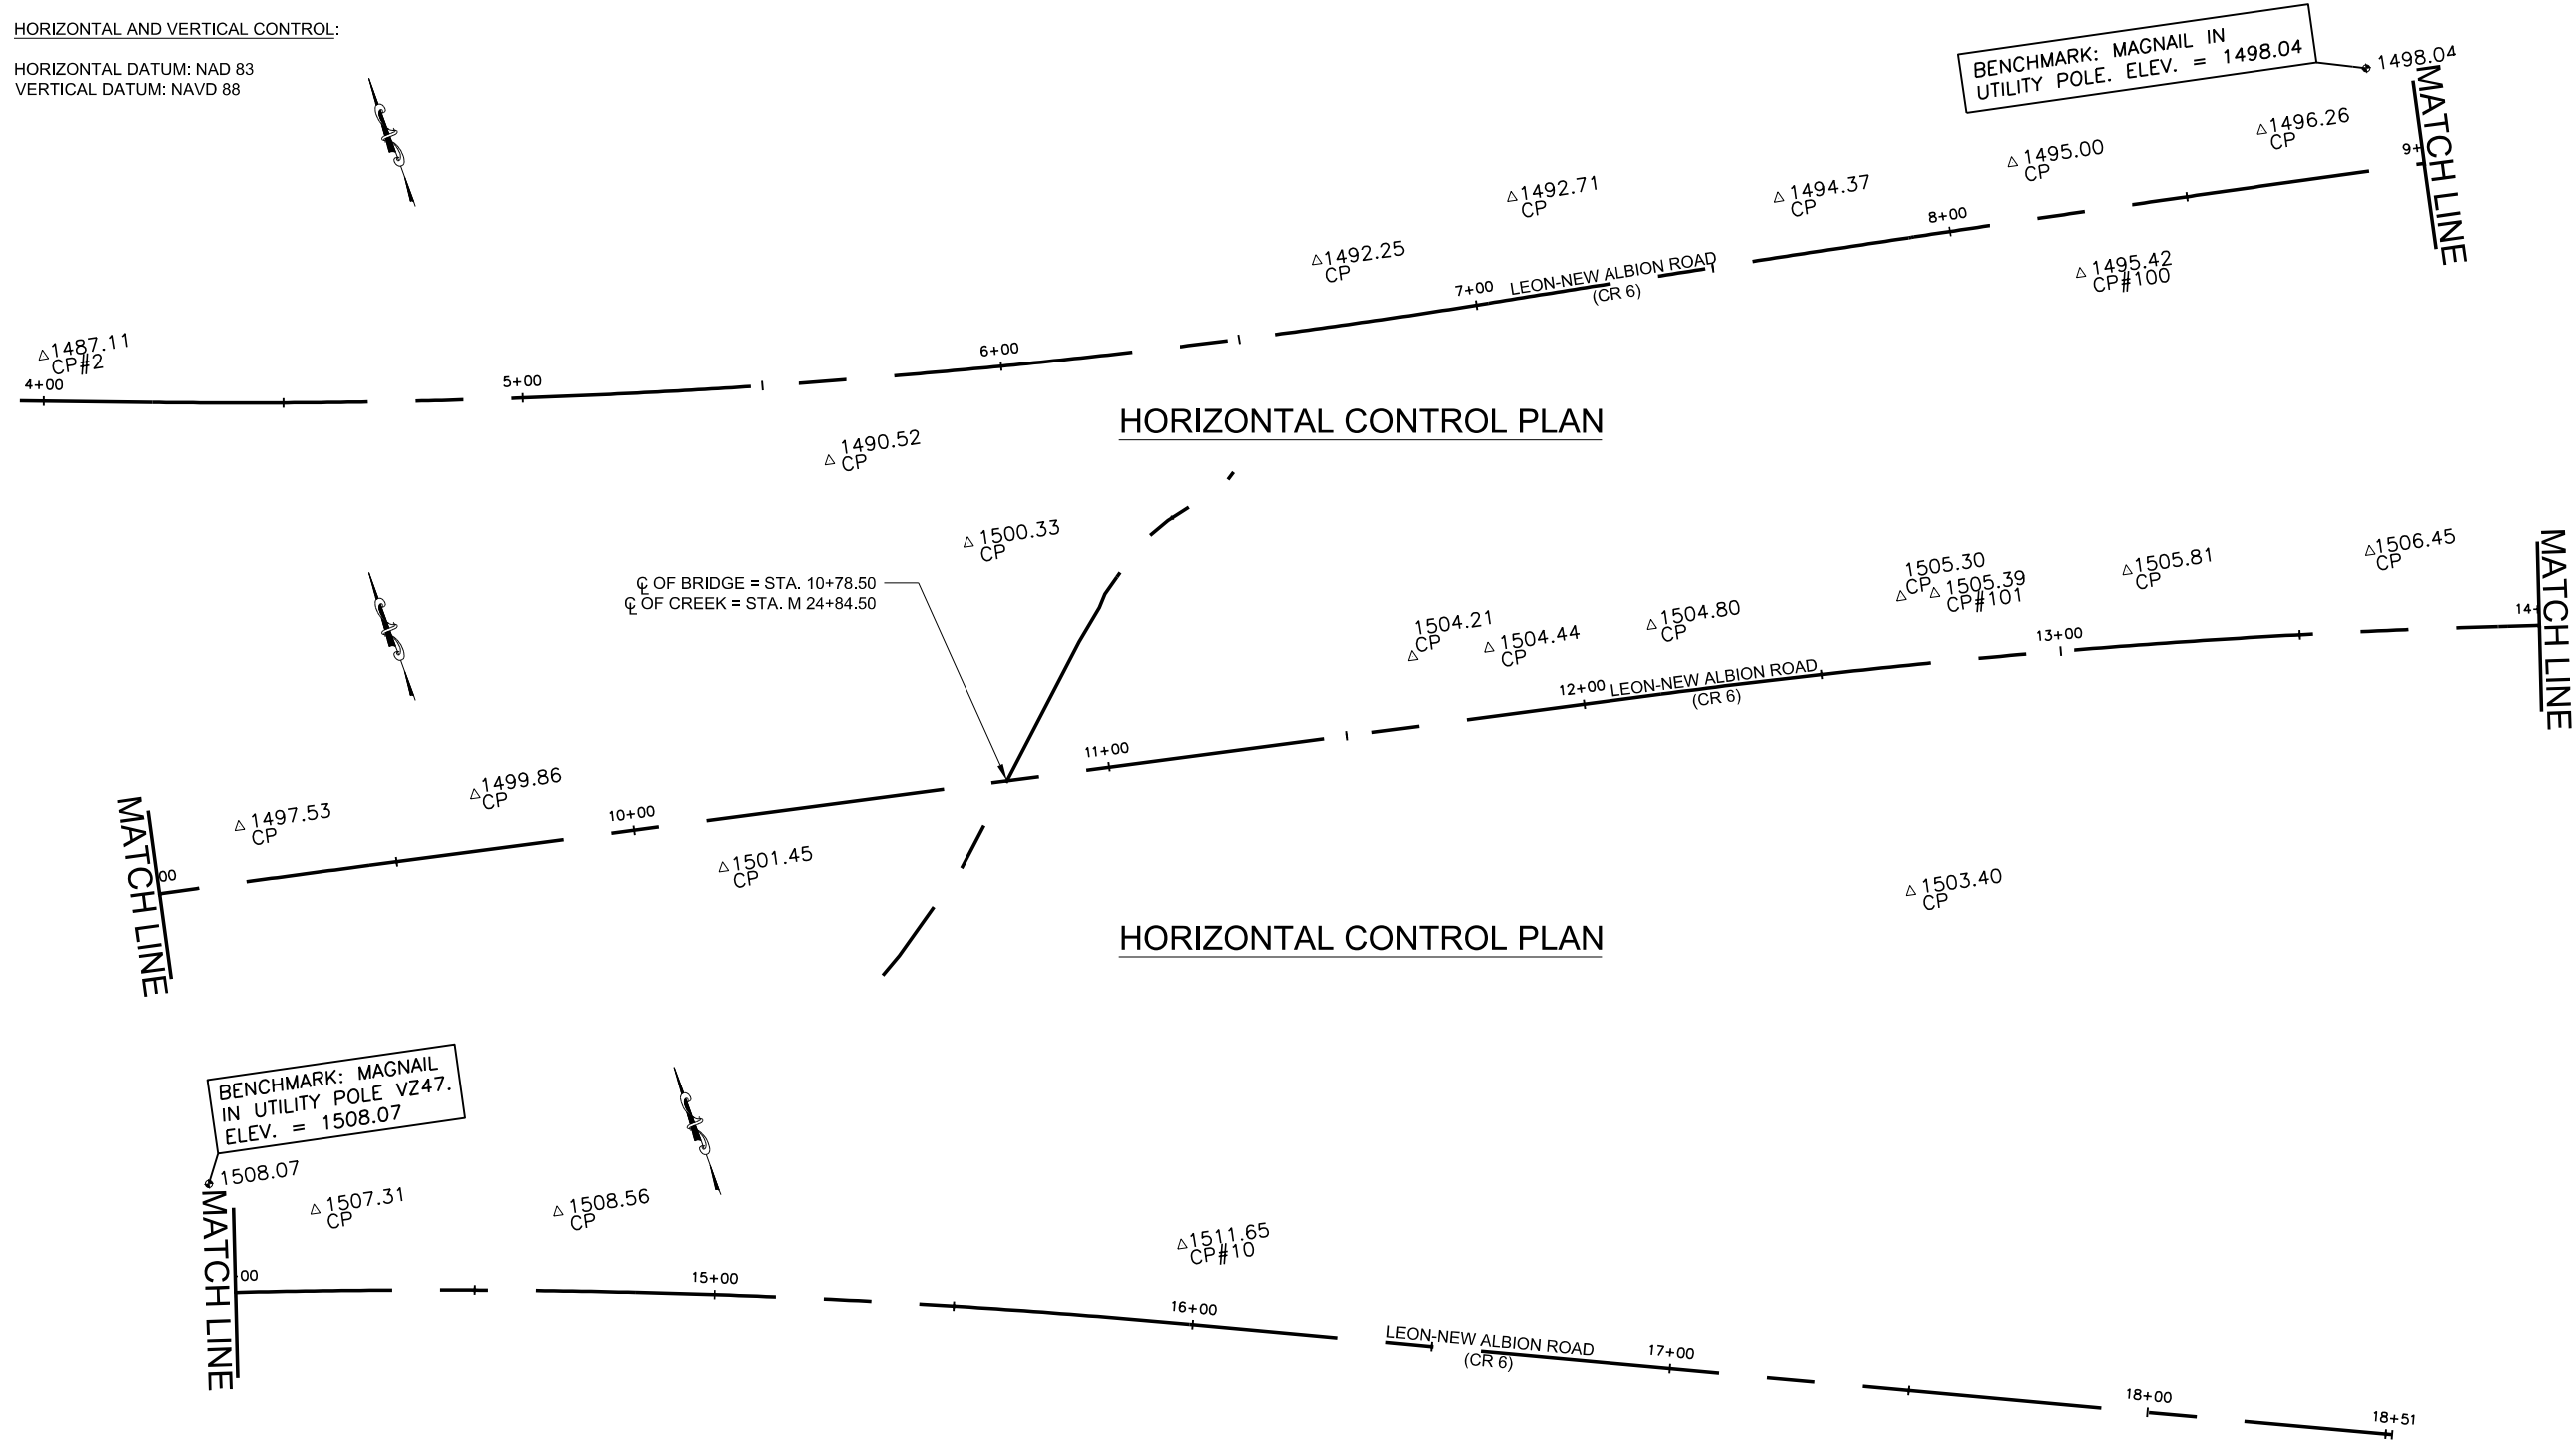 HORIZONTAL AND VERTICAL CONTROL:
HORIZONTAL DATUM: NAD 83
VERTICAL DATUM: NAVD 88
BENCHMARK: MAGNAIL IN
UTILITY POLE. ELEV. = 1498.04
1498.04
MATCH LINE
1496.26
CP
1495.00
CP
9+
1494.37
CP
1492.71
CP
8+00
1492.25
CP
1495.42
CP#100
LEON-NEW ALBION ROAD
(CR 6)
7+00
1487.11
CP#2
4+00
5+00
6+00
1490.52
CP
HORIZONTAL CONTROL PLAN
1500.33
CP
℄ OF BRIDGE = STA. 10+78.50
℄ OF CREEK = STA. M 24+84.50
1504.21
CP
1504.44
CP
1504.80
CP
1505.30
CP
1505.39
CP#101
1505.81
CP
1506.45
CP
14+
MATCH LINE
13+00
12+00
LEON-NEW ALBION ROAD
(CR 6)
11+00
1499.86
CP
1497.53
CP
10+00
MATCH LINE
00
1501.45
CP
1503.40
CP
HORIZONTAL CONTROL PLAN
BENCHMARK: MAGNAIL
IN UTILITY POLE VZ47.
ELEV. = 1508.07
1508.07
MATCH LINE
1507.31
CP
1508.56
CP
1511.65
CP#10
00
15+00
16+00
LEON-NEW ALBION ROAD
(CR 6)
17+00
18+00
18+51